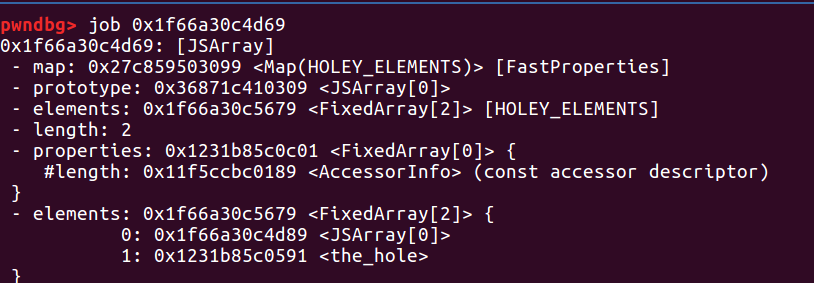 pwndbg> job 0x1f66a30c4d69
0x1f66a30c4d69: [JSArray]
 - map: 0x27c859503099 <Map(HOLEY_ELEMENTS)> [FastProperties]
 - prototype: 0x36871c410309 <JSArray[0]>
 - elements: 0x1f66a30c5679 <FixedArray[2]> [HOLEY_ELEMENTS]
 - length: 2
 - properties: 0x1231b85c0c01 <FixedArray[0]> {
    #length: 0x11f5ccbc0189 <AccessorInfo> (const accessor descriptor)
 }
 - elements: 0x1f66a30c5679 <FixedArray[2]> {
           0: 0x1f66a30c4d89 <JSArray[0]>
           1: 0x1231b85c0591 <the_hole>
 }